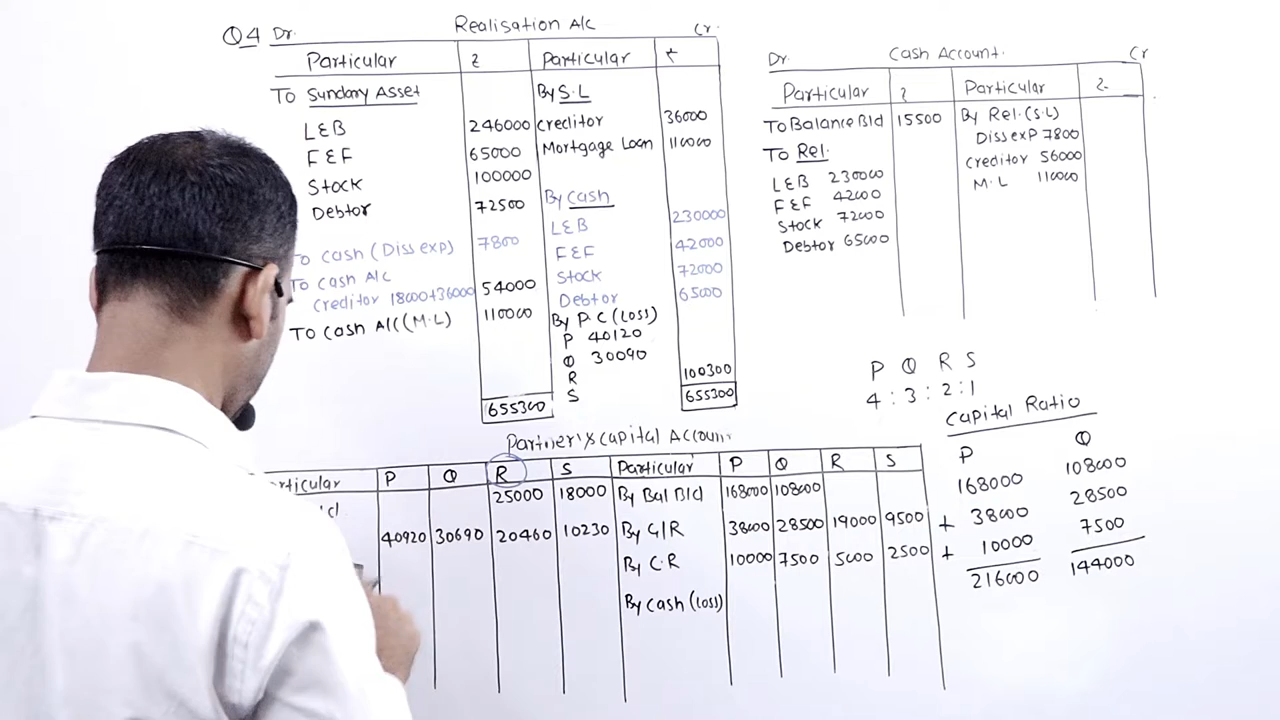 Q4 Dr. Realisation A/c Cr.
Particular ₹ Particular ₹
To Sundary Asset By S.L
L&B 246000 creditor 36000
F&F 65000 Mortgage Loan 110000
Stock 100000
Debtor 72500 By cash
L&B 230000
To cash (Diss exp) 7800 F&F 42000
To cash A/c Stock 72000
creditor 18000+36000 54000 Debtor 65000
To cash A/c (M.L) 110000 By P.C (Loss)
P 40120
Q 30090
R 100300
S
655300 655300
Dr. Cash Account. Cr
Particular ₹ Particular ₹
To Balance B/d 15500 By Rel. (S.L)
Diss exp 7800
To Rel. creditor 56000
L&B 230000 M.L 110000
F&F 42000
Stock 72000
Debtor 65000
P Q R S
4 : 3 : 2 : 1
Capital Ratio
P Q
168000 108000
+ 38000 28500
+ 10000 7500
216000 144000
Partner's Capital Account
rticular P Q R S Particular P Q R S
25000 18000 By Bal B/d 168000 108000
40920 30690 20460 10230 By G/R 38000 28500 19000 9500
By C.R 10000 7500 5000 2500
By cash (loss)